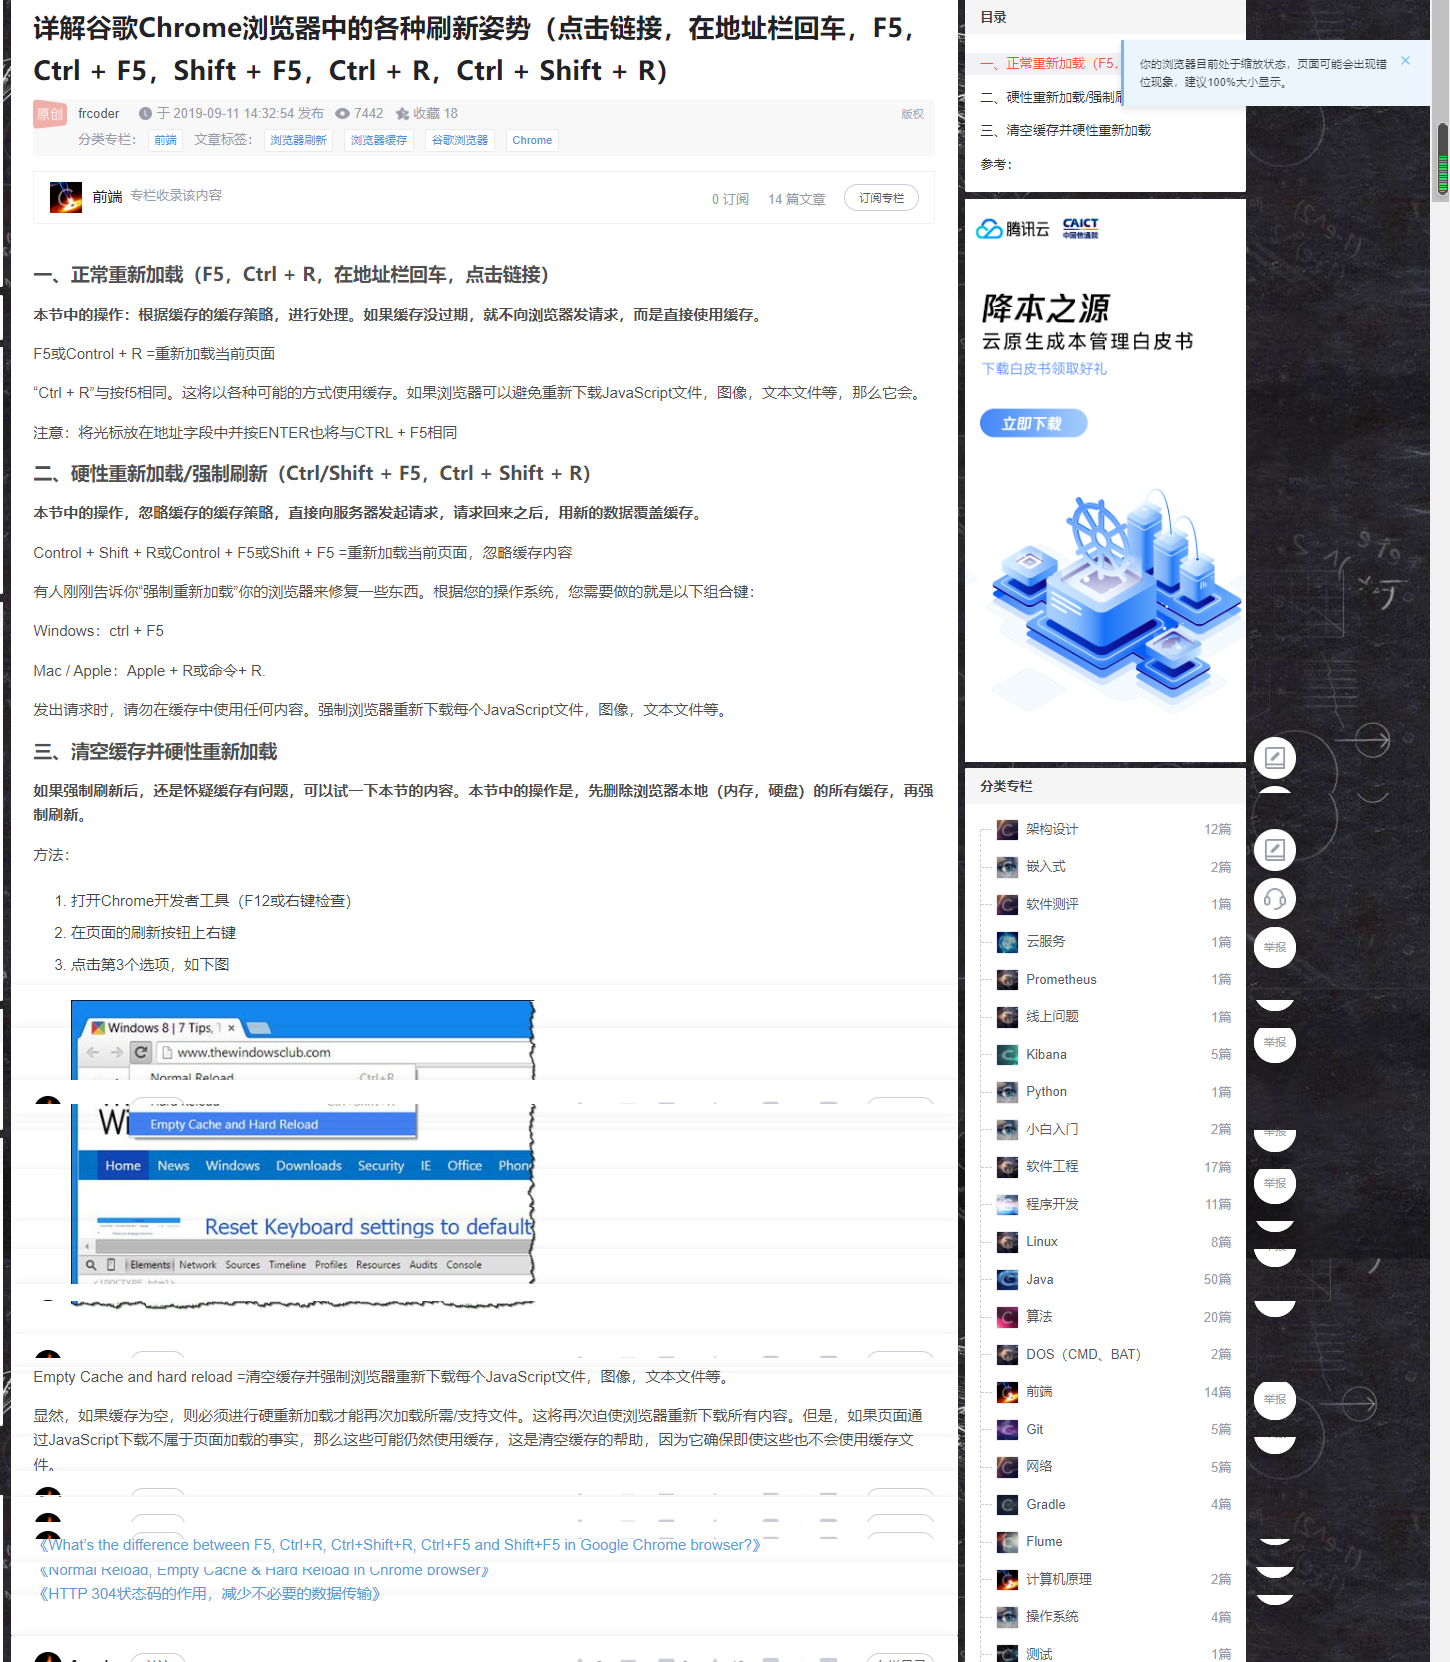 详解谷歌Chrome浏览器中的各种刷新姿势（点击链接，在地址栏回车，F5，
Ctrl + F5，Shift + F5，Ctrl + R，Ctrl + Shift + R）
原创
frcoder 于 2019-09-11 14:32:54 发布 7442 收藏 18
版权
分类专栏： 前端 文章标签： 浏览器刷新 浏览器缓存 谷歌浏览器 Chrome
前端 专栏收录该内容
0 订阅 14 篇文章 订阅专栏
一、正常重新加载（F5，Ctrl + R，在地址栏回车，点击链接）
本节中的操作：根据缓存的缓存策略，进行处理。如果缓存没过期，就不向浏览器发请求，而是直接使用缓存。
F5或Control + R =重新加载当前页面
“Ctrl + R”与按f5相同。这将以各种可能的方式使用缓存。如果浏览器可以避免重新下载JavaScript文件，图像，文本文件等，那么它会。
注意：将光标放在地址字段中并按ENTER也将与CTRL + F5相同
二、硬性重新加载/强制刷新（Ctrl/Shift + F5，Ctrl + Shift + R）
本节中的操作，忽略缓存的缓存策略，直接向服务器发起请求，请求回来之后，用新的数据覆盖缓存。
Control + Shift + R或Control + F5或Shift + F5 =重新加载当前页面，忽略缓存内容
有人刚刚告诉你“强制重新加载”你的浏览器来修复一些东西。根据您的操作系统，您需要做的就是以下组合键：
Windows：ctrl + F5
Mac / Apple：Apple + R或命令+ R.
发出请求时，请勿在缓存中使用任何内容。强制浏览器重新下载每个JavaScript文件，图像，文本文件等。
三、清空缓存并硬性重新加载
如果强制刷新后，还是怀疑缓存有问题，可以试一下本节的内容。本节中的操作是，先删除浏览器本地（内存，硬盘）的所有缓存，再强
制刷新。
方法：
1. 打开Chrome开发者工具（F12或右键检查）
2. 在页面的刷新按钮上右键
3. 点击第3个选项，如下图
Windows 8 | 7 Tips, T
www.thewindowsclub.com
Normal Reload Ctrl+R
Hard Reload Ctrl+Shift+R
Wi
Empty Cache and Hard Reload
Home News Windows Downloads Security IE Office Phon
Reset Keyboard settings to default
Elements Network Sources Timeline Profiles Resources Audits Console
<!DOCTYPE html>
Empty Cache and hard reload =清空缓存并强制浏览器重新下载每个JavaScript文件，图像，文本文件等。
显然，如果缓存为空，则必须进行硬重新加载才能再次加载所需/支持文件。这将再次迫使浏览器重新下载所有内容。但是，如果页面通
过JavaScript下载不属于页面加载的事实，那么这些可能仍然使用缓存，这是清空缓存的帮助，因为它确保即使这些也不会使用缓存文
件。
《What’s the difference between F5, Ctrl+R, Ctrl+Shift+R, Ctrl+F5 and Shift+F5 in Google Chrome browser?》
《Normal Reload, Empty Cache & Hard Reload in Chrome browser》
《HTTP 304状态码的作用，减少不必要的数据传输》
目录
一、正常重新加载（F5，
二、硬性重新加载/强制刷
三、清空缓存并硬性重新加载
参考：
你的浏览器目前处于缩放状态，页面可能会出现错
位现象，建议100%大小显示。
腾讯云 CAICT
中国信通院
降本之源
云原生成本管理白皮书
下载白皮书领取好礼
立即下载
分类专栏
架构设计 12篇
嵌入式 2篇
软件测评 1篇
云服务 1篇
Prometheus 1篇
线上问题 1篇
Kibana 5篇
Python 1篇
小白入门 2篇
软件工程 17篇
程序开发 11篇
Linux 8篇
Java 50篇
算法 20篇
DOS（CMD、BAT） 2篇
前端 14篇
Git 5篇
网络 5篇
Gradle 4篇
Flume
计算机原理 2篇
操作系统 4篇
测试 1篇
举报
举报
举报
举报
举报